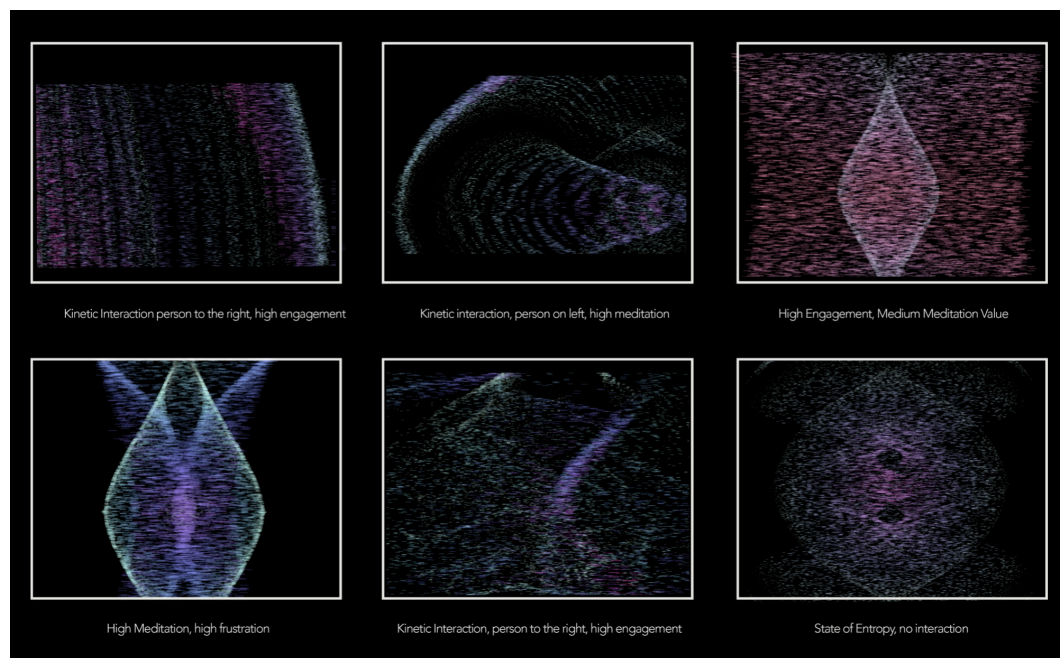 Kinetic Interaction person to the right, high engagement
Kinetic interaction, person on left, high meditation
High Engagement, Medium Meditation Value
High Meditation, high frustration
Kinetic Interaction, person to the right, high engagement
State of Entropy, no interaction